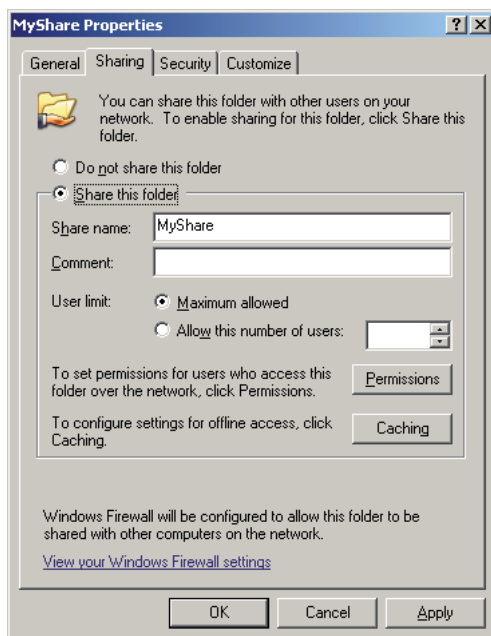 MyShare Properties
General Sharing Security Customize
You can share this folder with other users on your
network. To enable sharing for this folder, click Share this
folder.
Do not share this folder
Share this folder
Share name: MyShare
Comment:
User limit: Maximum allowed
Allow this number of users:
To set permissions for users who access this
folder over the network, click Permissions.
Permissions
To configure settings for offline access, click
Caching.
Caching
Windows Firewall will be configured to allow this folder to be
shared with other computers on the network.
View your Windows Firewall settings
OK Cancel Apply